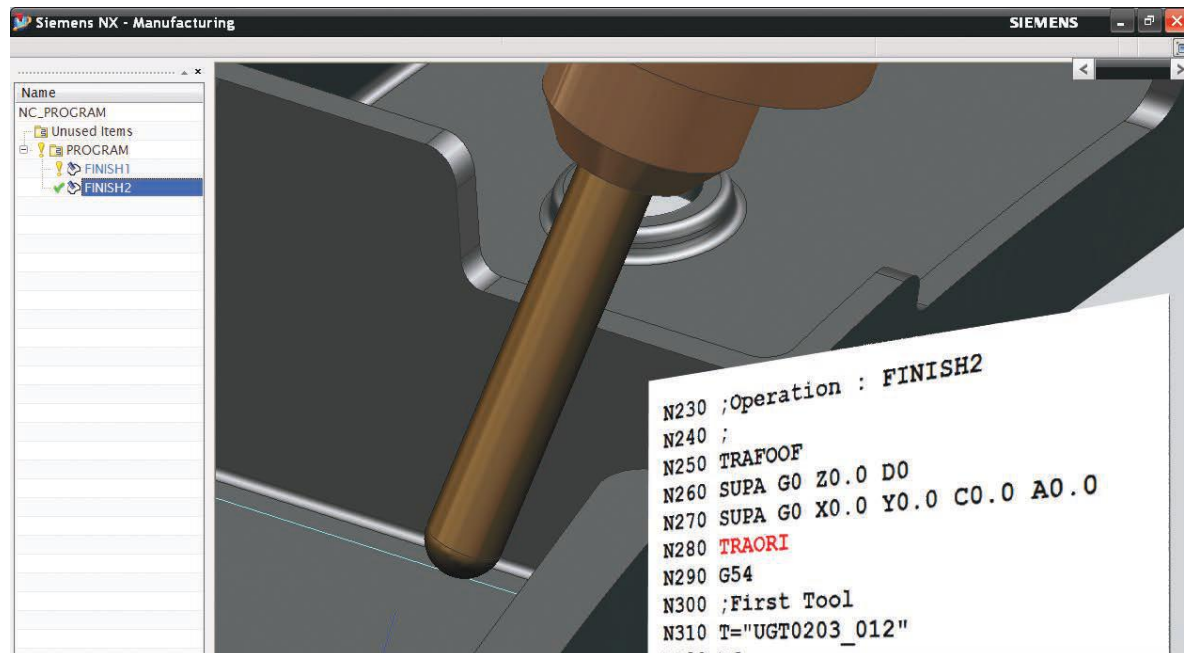 Siemens NX - Manufacturing
SIEMENS
Name
NC_PROGRAM
Unused Items
PROGRAM
FINISH1
FINISH2
N230 ;Operation : FINISH2
N240 ;
N250 TRAFOOF
N260 SUPA G0 Z0.0 D0
N270 SUPA G0 X0.0 Y0.0 C0.0 A0.0
N280 TRAORI
N290 G54
N300 ;First Tool
N310 T="UGT0203_012"